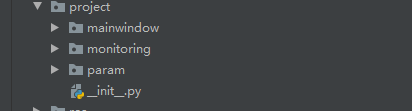 project
mainwindow
monitoring
param
__init__.py